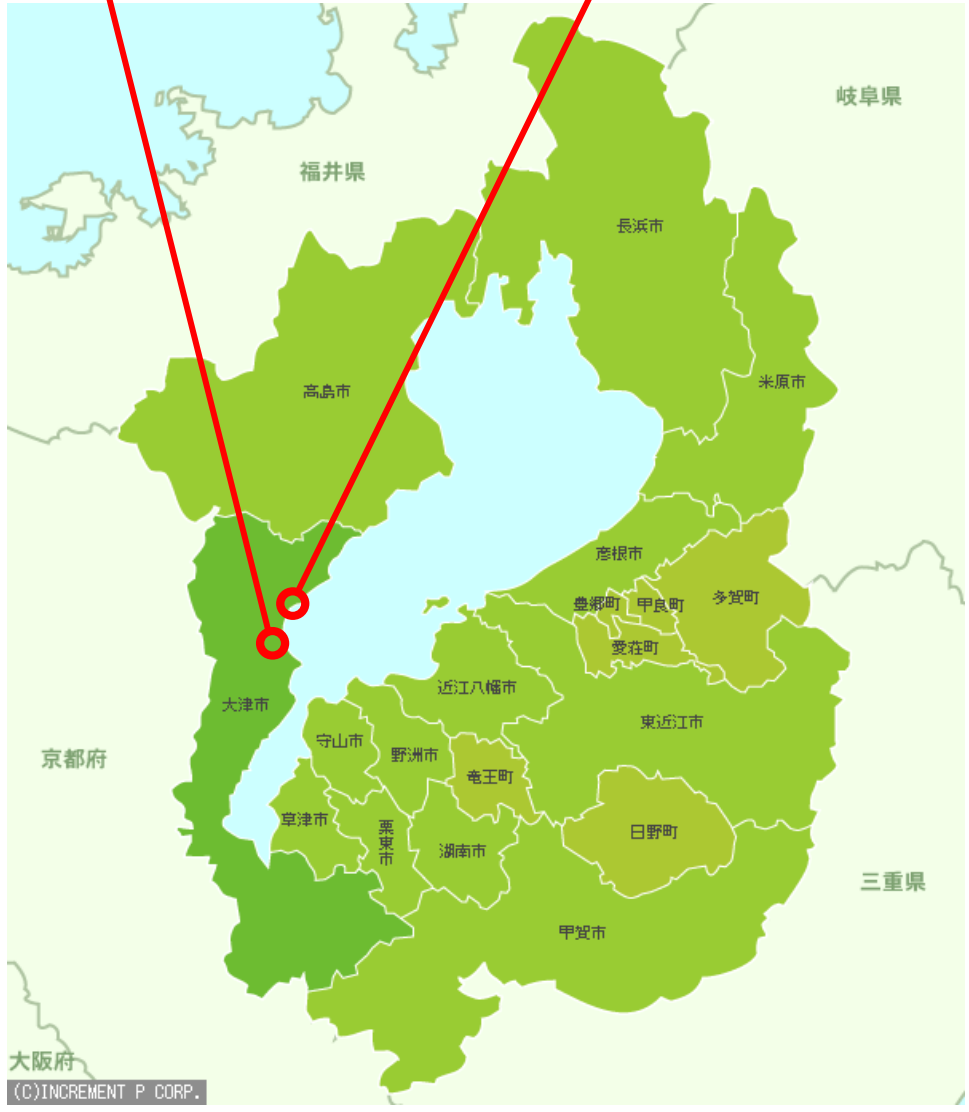 岐阜県
福井県
長浜市
米原市
高島市
彦根市
多賀町
豊郷町
甲良町
愛荘町
近江八幡市
大津市
東近江市
守山市
野洲市
京都府
竜王町
草津市
栗東市
日野町
湖南市
三重県
甲賀市
大阪府
(C)INCREMENT P CORP.